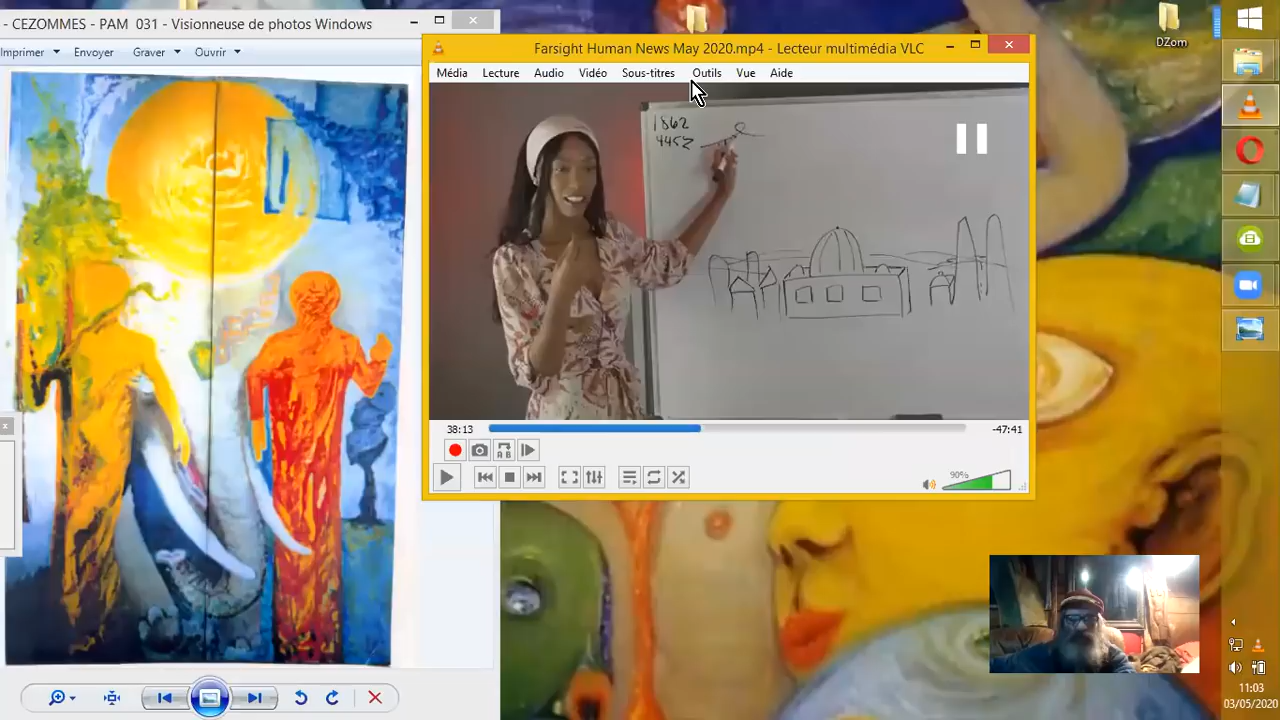 - CEZOMMES - PAM 031 - Visionneuse de photos Windows
Imprimer Envoyer Graver Ouvrir
DZom
Farsight Human News May 2020.mp4 - Lecteur multimédia VLC
Média Lecture Audio Vidéo Sous-titres Outils Vue Aide
1862
4452
38:13
-47:41
A B
90%
11:03
03/05/2020